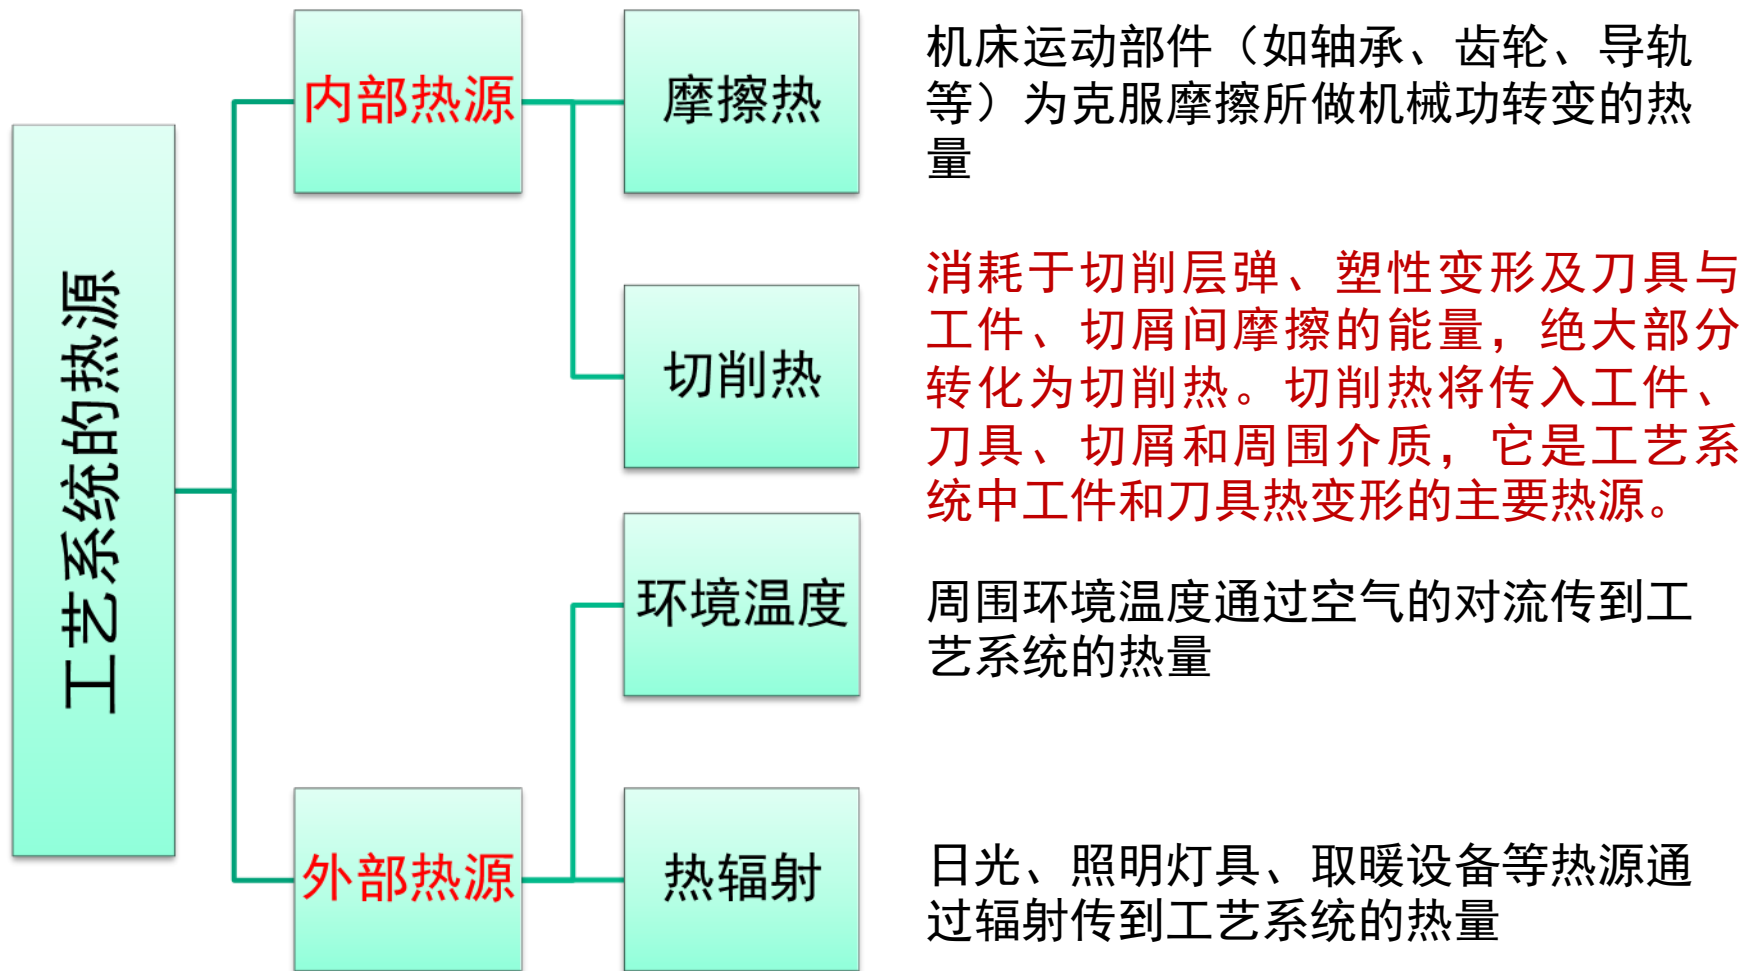 工艺系统的热源
内部热源
摩擦热
机床运动部件（如轴承、齿轮、导轨
等）为克服摩擦所做机械功转变的热
量
切削热
消耗于切削层弹、塑性变形及刀具与
工件、切屑间摩擦的能量，绝大部分
转化为切削热。切削热将传入工件、
刀具、切屑和周围介质，它是工艺系
统中工件和刀具热变形的主要热源。
外部热源
环境温度
周围环境温度通过空气的对流传到工
艺系统的热量
热辐射
日光、照明灯具、取暖设备等热源通
过辐射传到工艺系统的热量